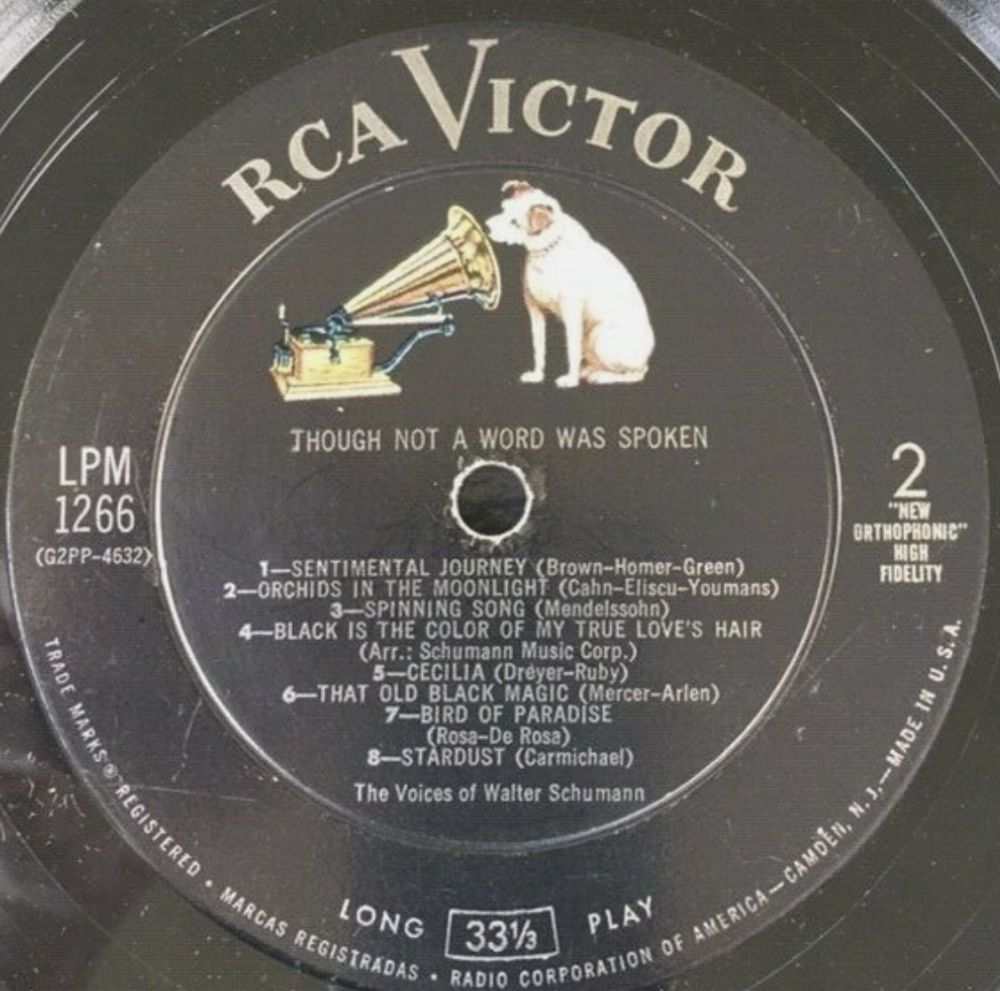 RCA VICTOR
THOUGH NOT A WORD WAS SPOKEN
LPM
1266
(G2PP-4632)
2
"NEW
ORTHOPHONIC"
HIGH
FIDELITY
1—SENTIMENTAL JOURNEY (Brown-Homer-Green)
2—ORCHIDS IN THE MOONLIGHT (Cahn-Eliscu-Youmans)
3—SPINNING SONG (Mendelssohn)
4—BLACK IS THE COLOR OF MY TRUE LOVE'S HAIR
(Arr.: Schumann Music Corp.)
5—CECILIA (Dreyer-Ruby)
6—THAT OLD BLACK MAGIC (Mercer-Arlen)
7—BIRD OF PARADISE
(Rosa-De Rosa)
8—STARDUST (Carmichael)
The Voices of Walter Schumann
LONG 33⅓ PLAY
TRADE MARKS ® REGISTERED • MARCAS REGISTRADAS • RADIO CORPORATION OF AMERICA—CAMDEN, N. J.,—MADE IN U. S. A.